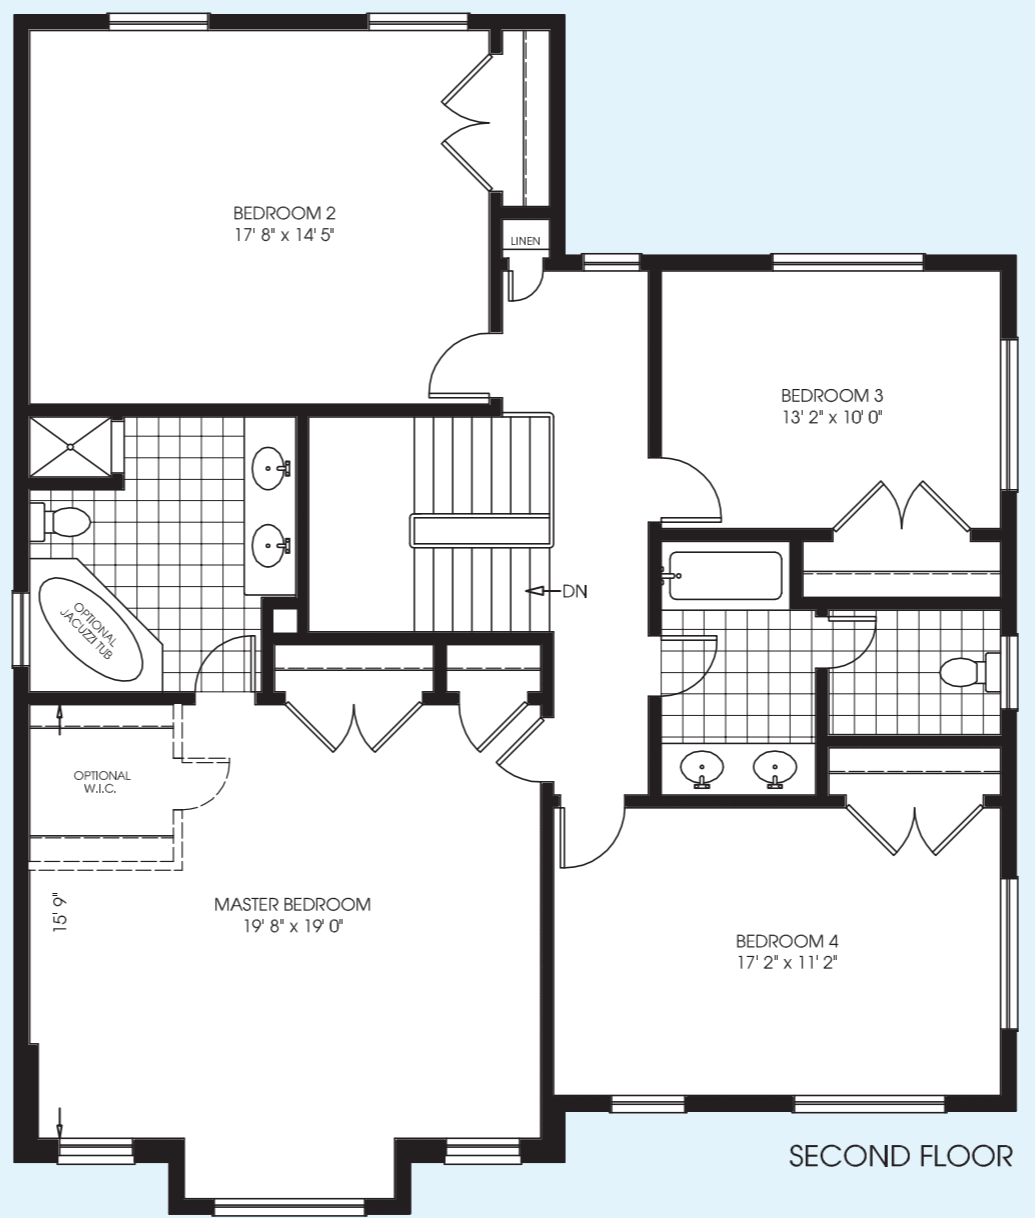 BEDROOM 2
17' 8" x 14' 5"
LINEN
BEDROOM 3
13' 2" x 10' 0"
OPTIONAL
JACUZZI TUB
DN
OPTIONAL
W.I.C.
15' 9"
MASTER BEDROOM
19' 8" x 19' 0"
BEDROOM 4
17' 2" x 11' 2"
SECOND FLOOR